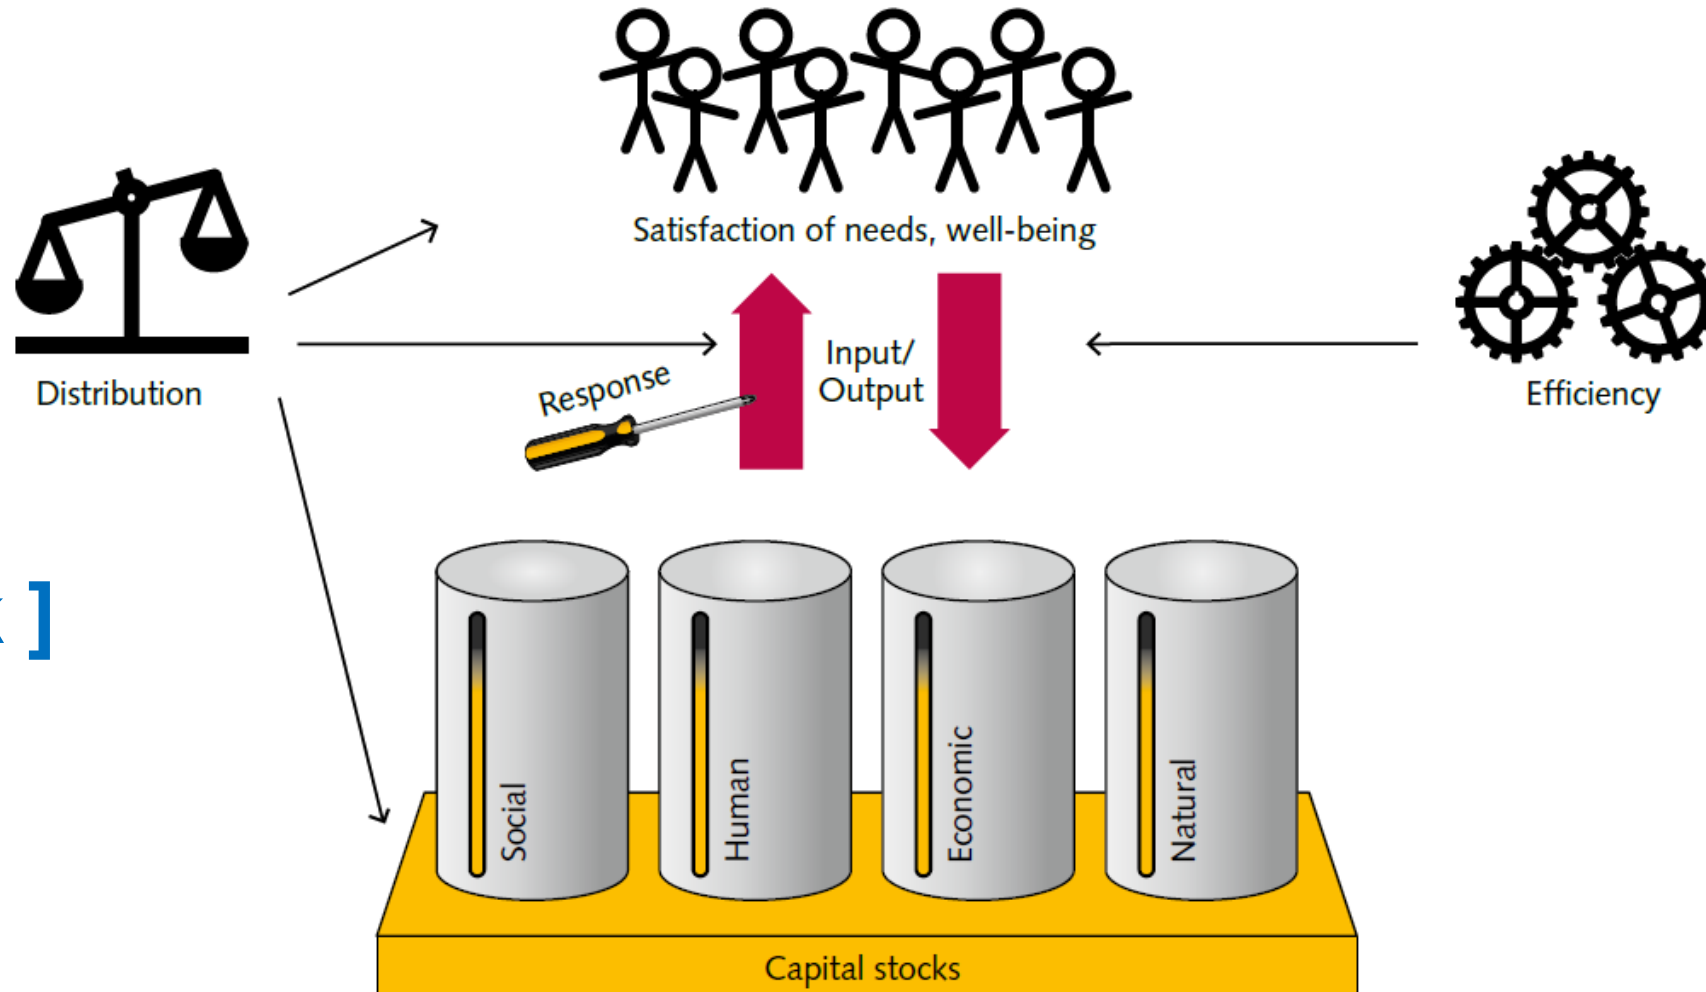 Satisfaction of needs, well-being
Distribution
Response
Input/
Output
Efficiency
]
Social
Human
Economic
Natural
Capital stocks